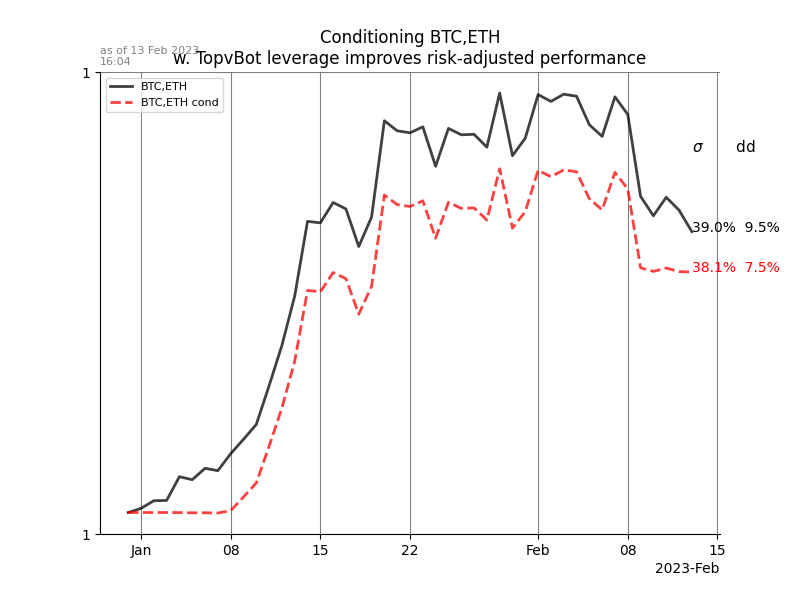 Conditioning BTC,ETH
as of 13 Feb 2023
16:04
w. TopvBot leverage improves risk-adjusted performance
1
BTC,ETH
BTC,ETH cond
σ dd
39.0% 9.5%
38.1% 7.5%
1
Jan 08 15 22 Feb 08 15
2023-Feb